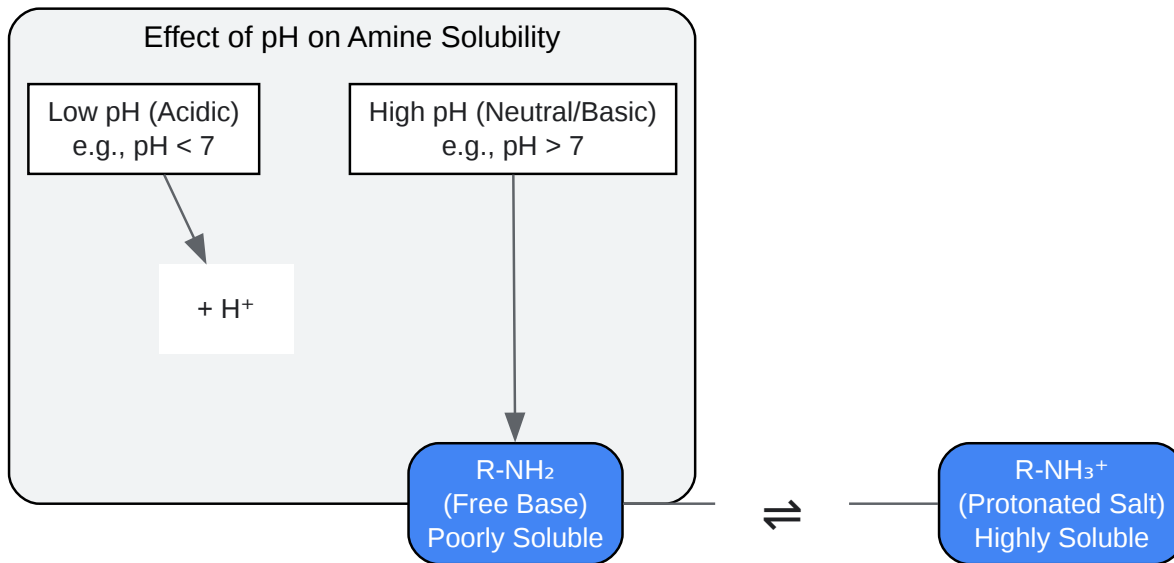 Effect of pH on Amine Solubility
Low pH (Acidic)
e.g., pH < 7
High pH (Neutral/Basic)
e.g., pH > 7
+ H⁺
R-NH₂
(Free Base)
Poorly Soluble
⇌
R-NH₃⁺
(Protonated Salt)
Highly Soluble